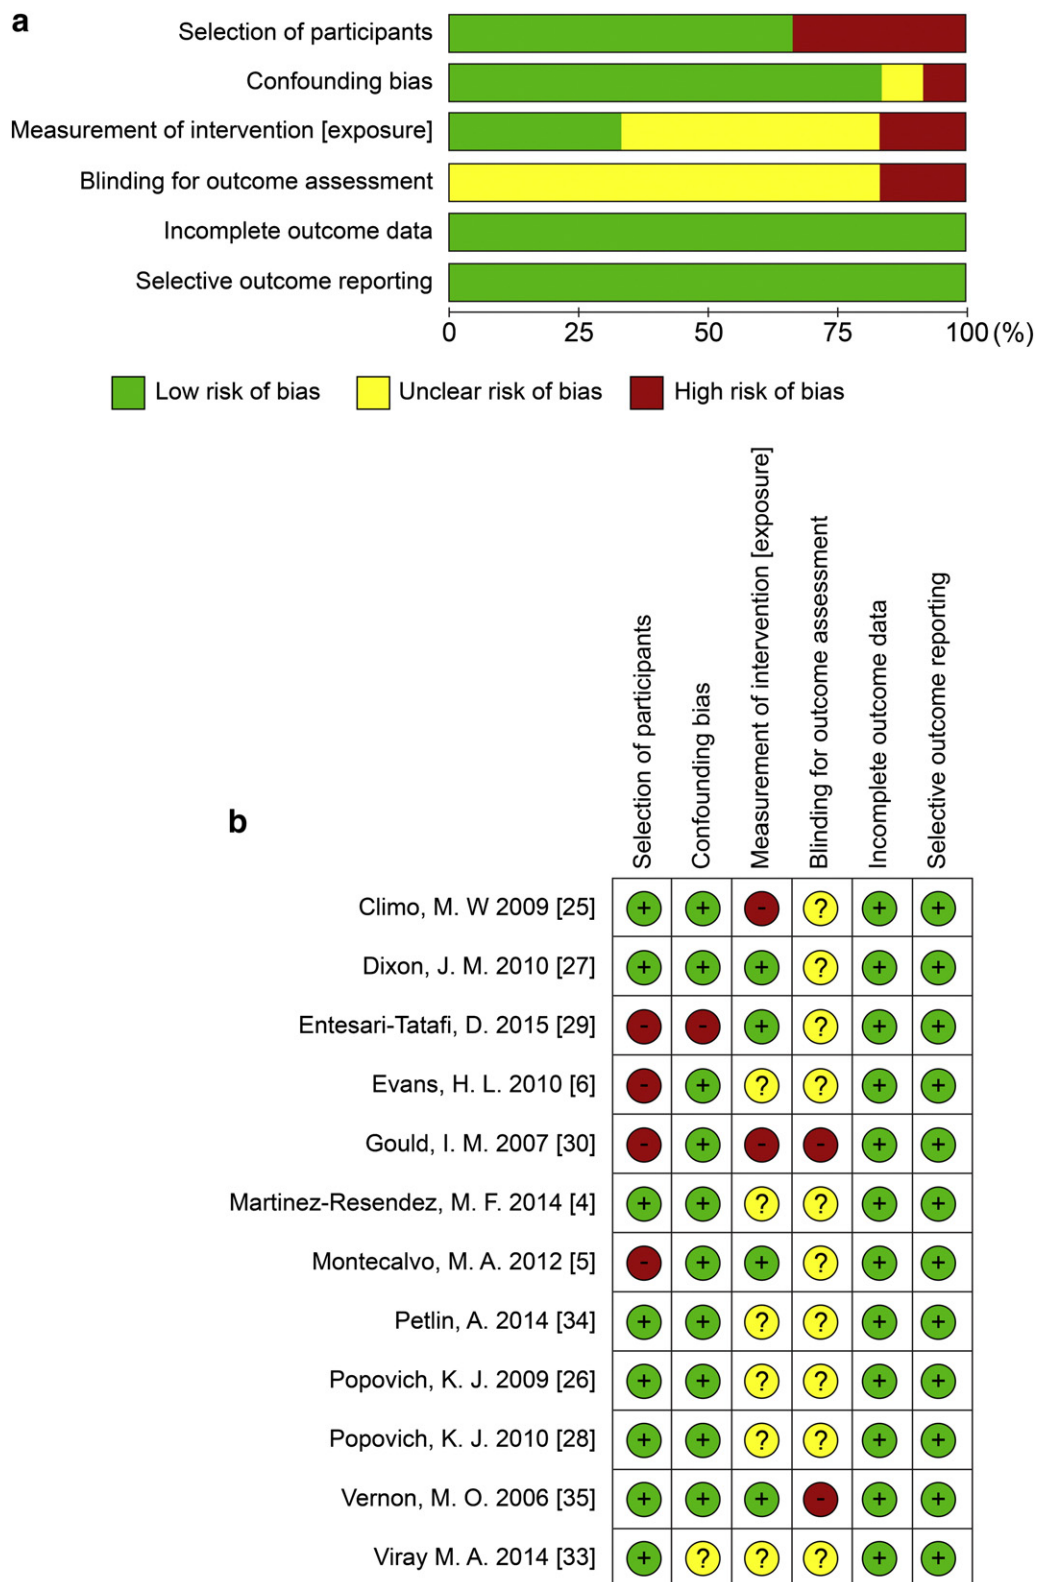 a
Selection of participants
Confounding bias
Measurement of intervention [exposure]
Blinding for outcome assessment
Incomplete outcome data
Selective outcome reporting
0 25 50 75 100 (%)
Low risk of bias Unclear risk of bias High risk of bias
b
Selection of participants
Confounding bias
Measurement of intervention [exposure]
Blinding for outcome assessment
Incomplete outcome data
Selective outcome reporting
Climo, M. W 2009 [25] + + - ? + +
Dixon, J. M. 2010 [27] + + + ? + +
Entesari-Tatafi, D. 2015 [29] - - + ? + +
Evans, H. L. 2010 [6] - + ? ? + +
Gould, I. M. 2007 [30] - + - - + +
Martinez-Resendez, M. F. 2014 [4] + + ? ? + +
Montecalvo, M. A. 2012 [5] - + + ? + +
Petlin, A. 2014 [34] + + ? ? + +
Popovich, K. J. 2009 [26] + + ? ? + +
Popovich, K. J. 2010 [28] + + ? ? + +
Vernon, M. O. 2006 [35] + + + - + +
Viray M. A. 2014 [33] + ? ? ? + +